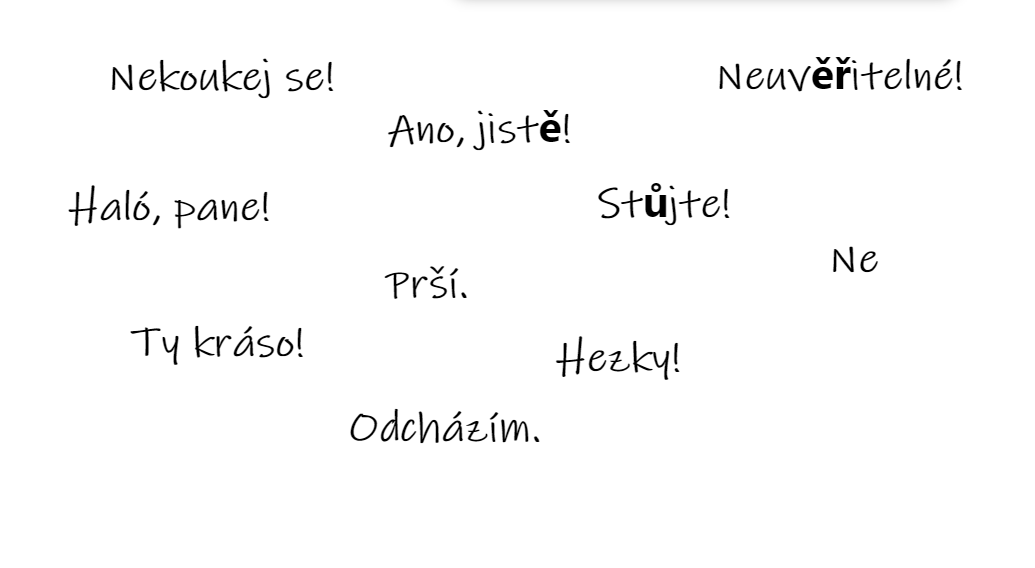 Nekoukej se!
Neuvěřitelné!
Ano, jistě!
Haló, pane!
Stůjte!
Ne
Prší.
Ty kráso!
Hezky!
Odcházím.